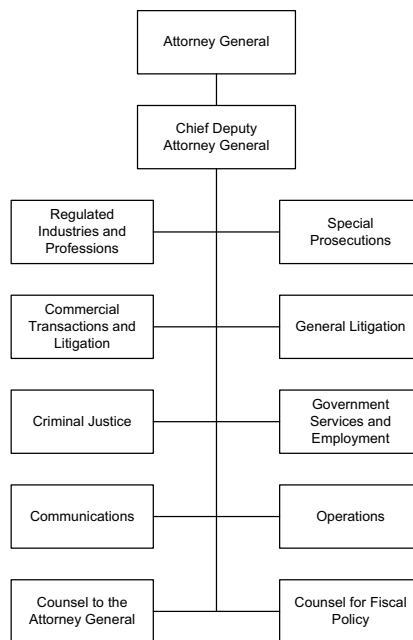 Attorney General
Chief Deputy
Attorney General
Regulated
Industries and
Professions
Special
Prosecutions
Commercial
Transactions and
Litigation
General Litigation
Criminal Justice
Government
Services and
Employment
Communications
Operations
Counsel to the
Attorney General
Counsel for Fiscal
Policy